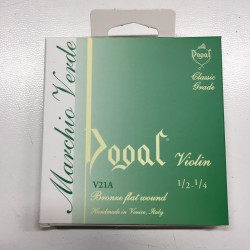 Marchio Verde
Dogal
Classic
Grade
Dogal
Violin
V21A
1/2-1/4
Bronze flat wound
Handmade in Venice, Italy